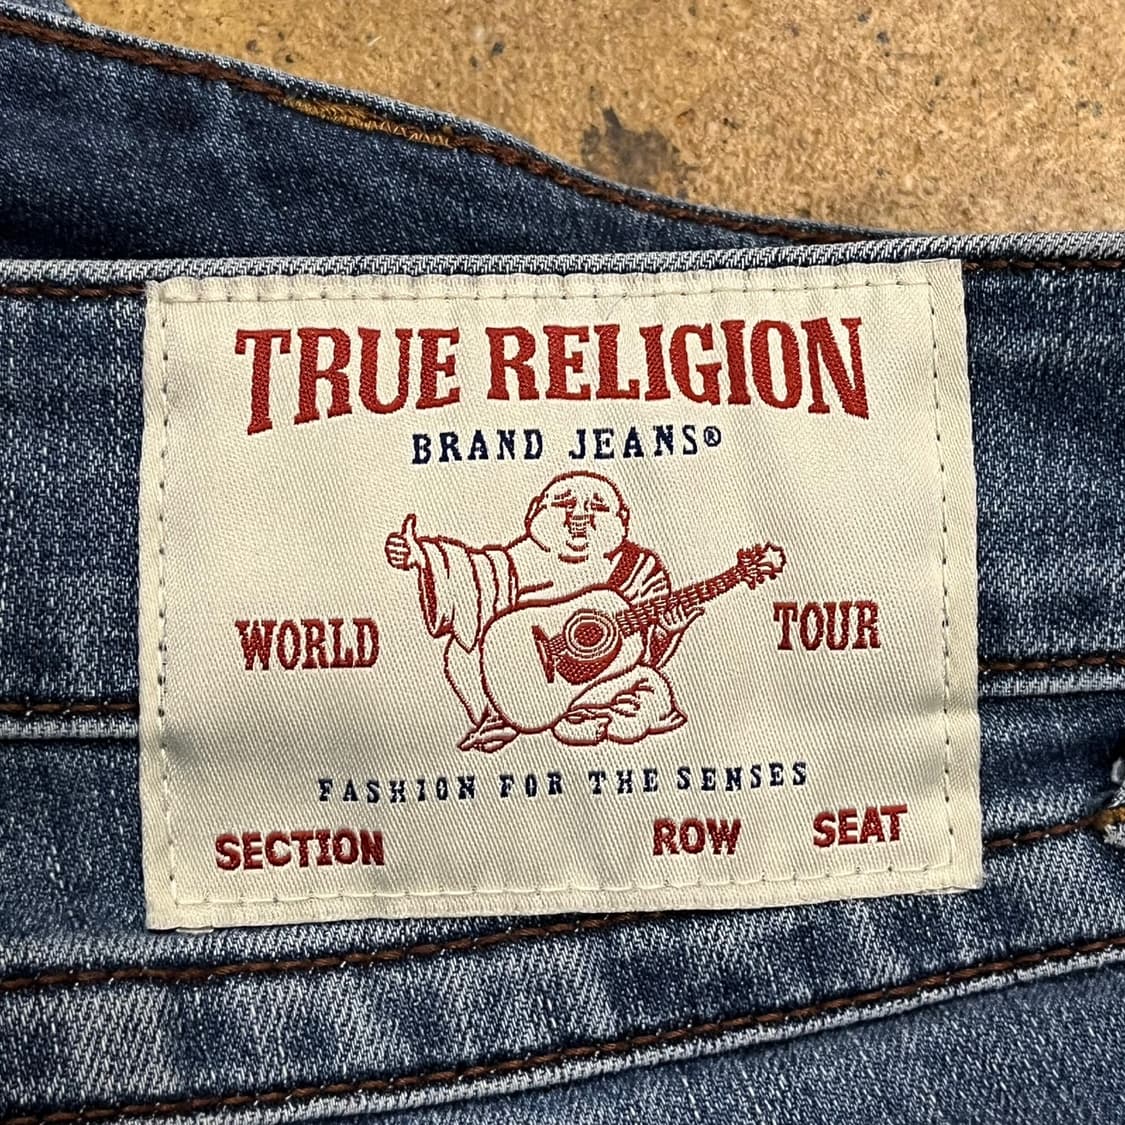 TRUE RELIGION
BRAND JEANS®
WORLD TOUR
FASHION FOR THE SENSES
SECTION ROW SEAT